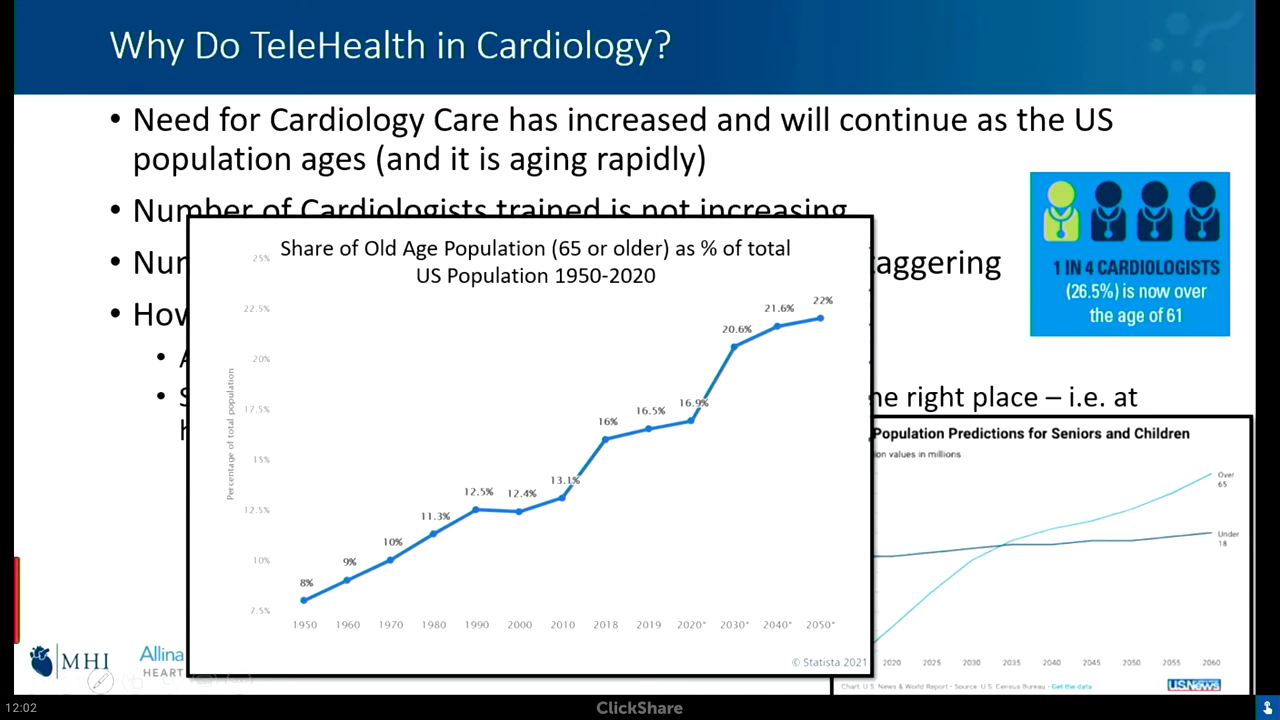 Why Do TeleHealth in Cardiology?
• Need for Cardiology Care has increased and will continue as the US
population ages (and it is aging rapidly)
• Number of Cardiologists trained is not increasing
1 IN 4 CARDIOLOGISTS
(26.5%) is now over
the age of 61
Share of Old Age Population (65 or older) as % of total
US Population 1950-2020
Percentage of total population
25%
22.5%
20%
17.5%
15%
12.5%
10%
7.5%
8%
9%
10%
11.3%
12.5%
12.4%
13.1%
16%
16.5%
16.9%
20.6%
21.6%
22%
1950 1960 1970 1980 1990 2000 2010 2018 2019 2020* 2030* 2040* 2050*
© Statista 2021
right place – i.e. at
Population Predictions for Seniors and Children
values in millions
Over
65
Under
18
2020 2025 2030 2035 2040 2045 2050 2055 2060
Chart: U.S. News & World Report · Source: U.S. Census Bureau · Get the data
USNews
MHI
Allina
HEART
12:02
ClickShare